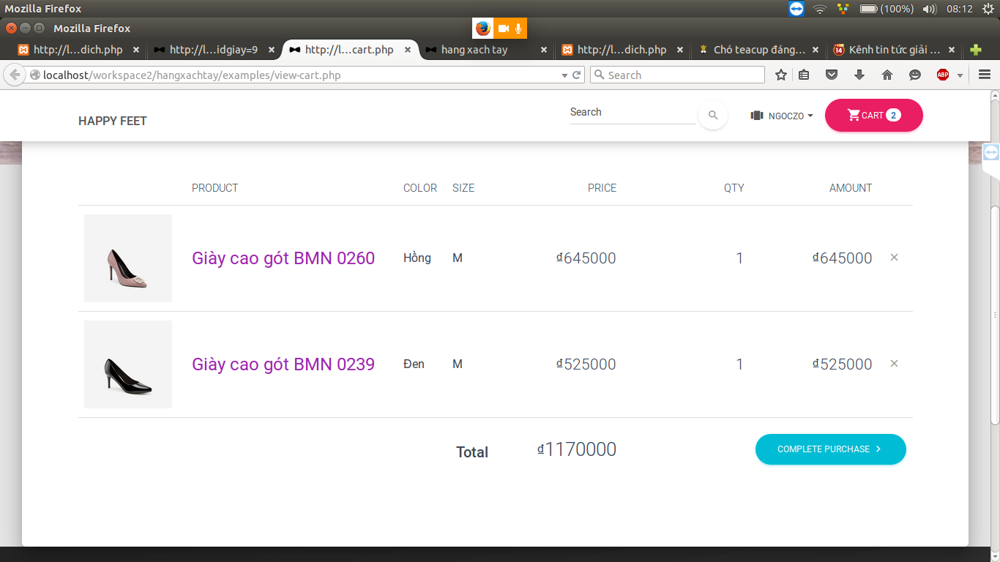 Mozilla Firefox
(100%) 08:12
Mozilla Firefox
http://l...dich.php × http://l...idgiay=9 × http://l...cart.php × hang xach tay × http://l...dich.php × Chó teacup đáng... × Kênh tin tức giải ... ×
localhost/workspace2/hangxachtay/examples/view-cart.php Search ABP
HAPPY FEET Search NGOCZO CART 2
PRODUCT COLOR SIZE PRICE QTY AMOUNT
Giày cao gót BMN 0260 Hồng M ₫645000 1 ₫645000 ×
Giày cao gót BMN 0239 Đen M ₫525000 1 ₫525000 ×
Total ₫1170000 COMPLETE PURCHASE